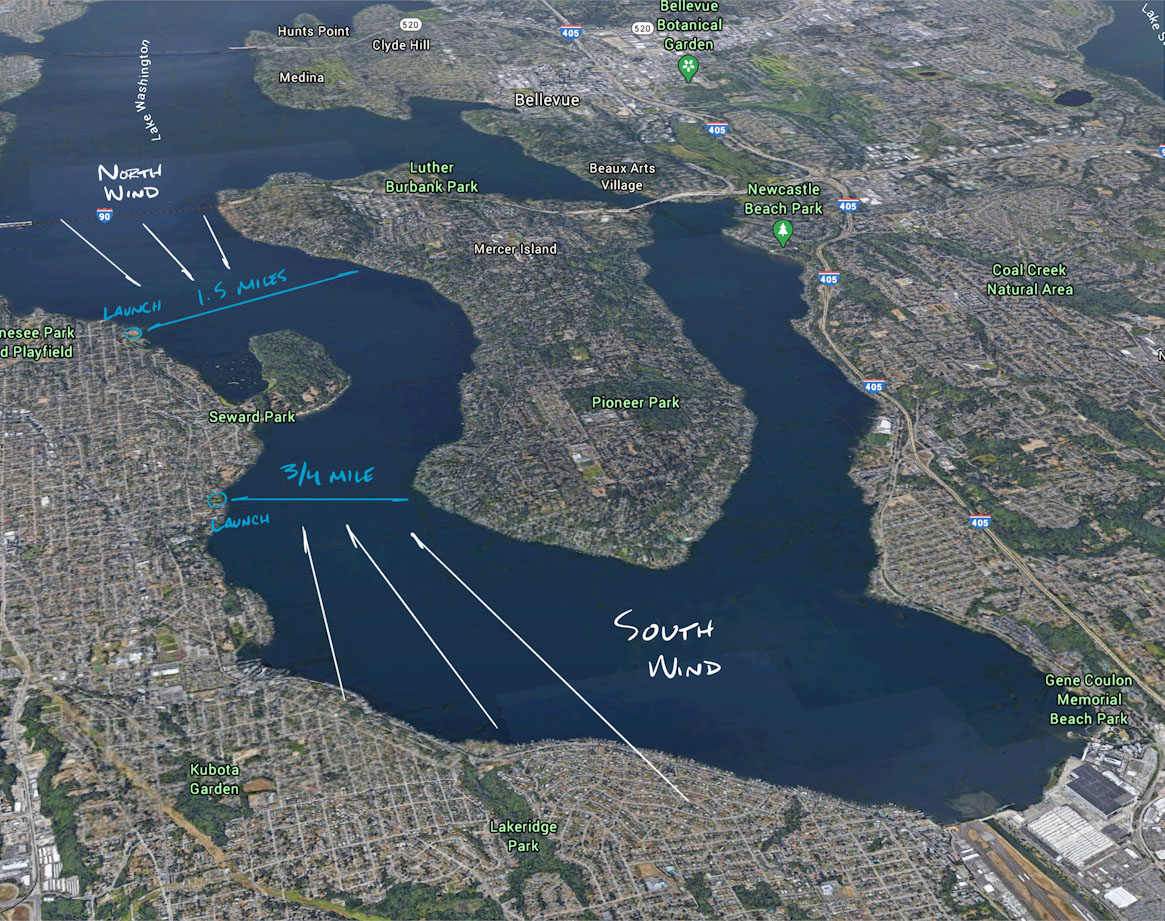 Bellevue
Botanical
Garden
520
405
520
Hunts Point
Clyde Hill
Lake Washington
Medina
Bellevue
405
NORTH
WIND
Luther
Burbank Park
Beaux Arts
Village
Newcastle
Beach Park
405
90
Mercer Island
405
Coal Creek
Natural Area
1.5 MILES
LAUNCH
nesee Park
d Playfield
405
Seward Park
Pioneer Park
3/4 MILE
LAUNCH
405
SOUTH
WIND
Gene Coulon
Memorial
Beach Park
Kubota
Garden
Lakeridge
Park